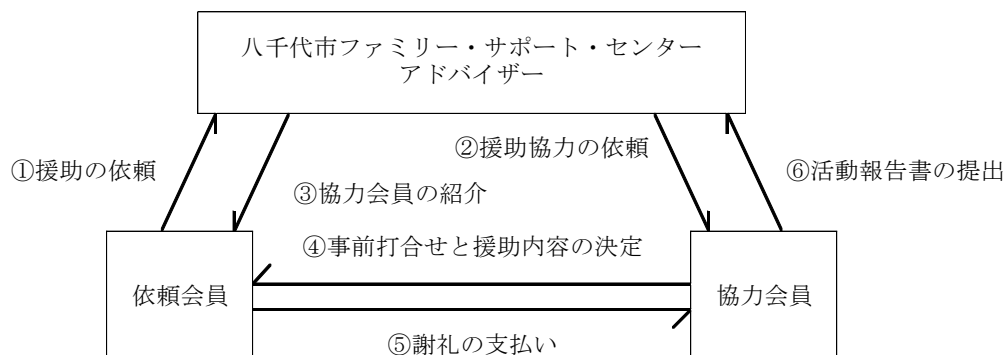 八千代市ファミリー・サポート・センター
アドバイザー
①援助の依頼
②援助協力の依頼
⑥活動報告書の提出
③協力会員の紹介
④事前打合せと援助内容の決定
依頼会員
協力会員
⑤謝礼の支払い